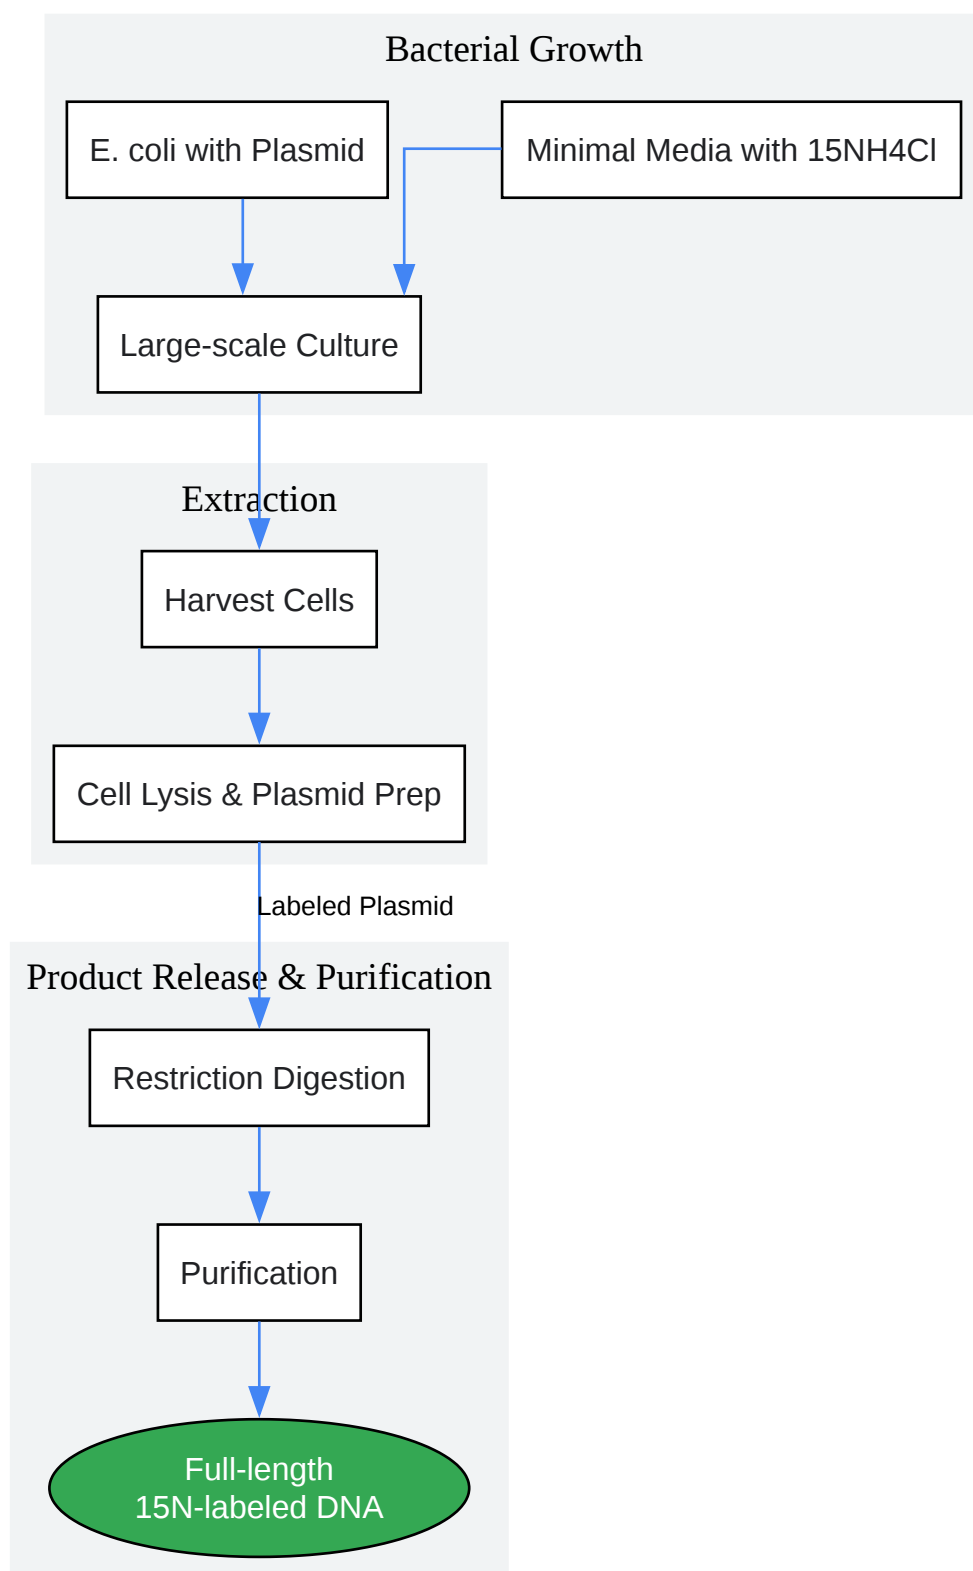 Bacterial Growth
E. coli with Plasmid
Minimal Media with 15NH4Cl
Large-scale Culture
Extraction
Harvest Cells
Cell Lysis & Plasmid Prep
Labeled Plasmid
Product Release & Purification
Restriction Digestion
Purification
Full-length
15N-labeled DNA